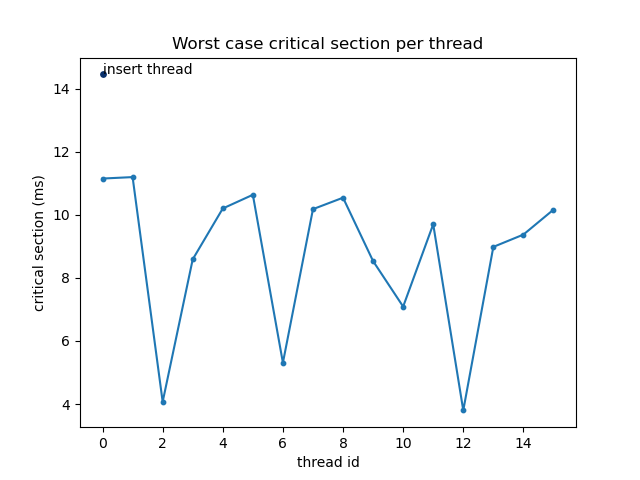 Worst case critical section per thread
insert thread
critical section (ms)
14
12
10
8
6
4
0 2 4 6 8 10 12 14
thread id